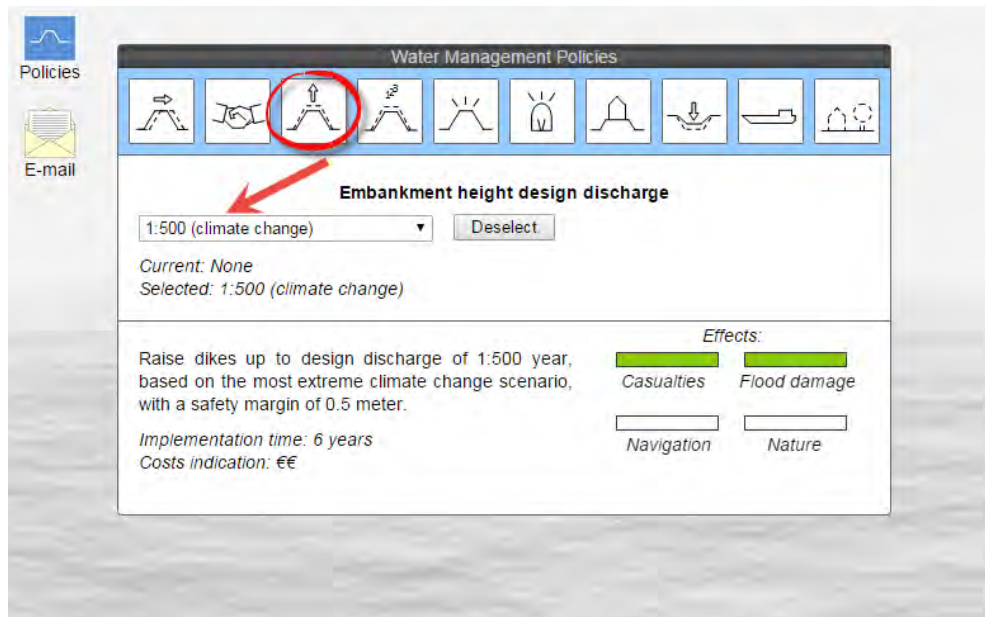 Policies
E-mail
Water Management Policies
123
Embankment height design discharge
1:500 (climate change)
Deselect
Current: None
Selected: 1:500 (climate change)
Raise dikes up to design discharge of 1:500 year,
based on the most extreme climate change scenario,
with a safety margin of 0.5 meter.
Implementation time: 6 years
Costs indication: €€
Effects:
Casualties Flood damage
Navigation Nature